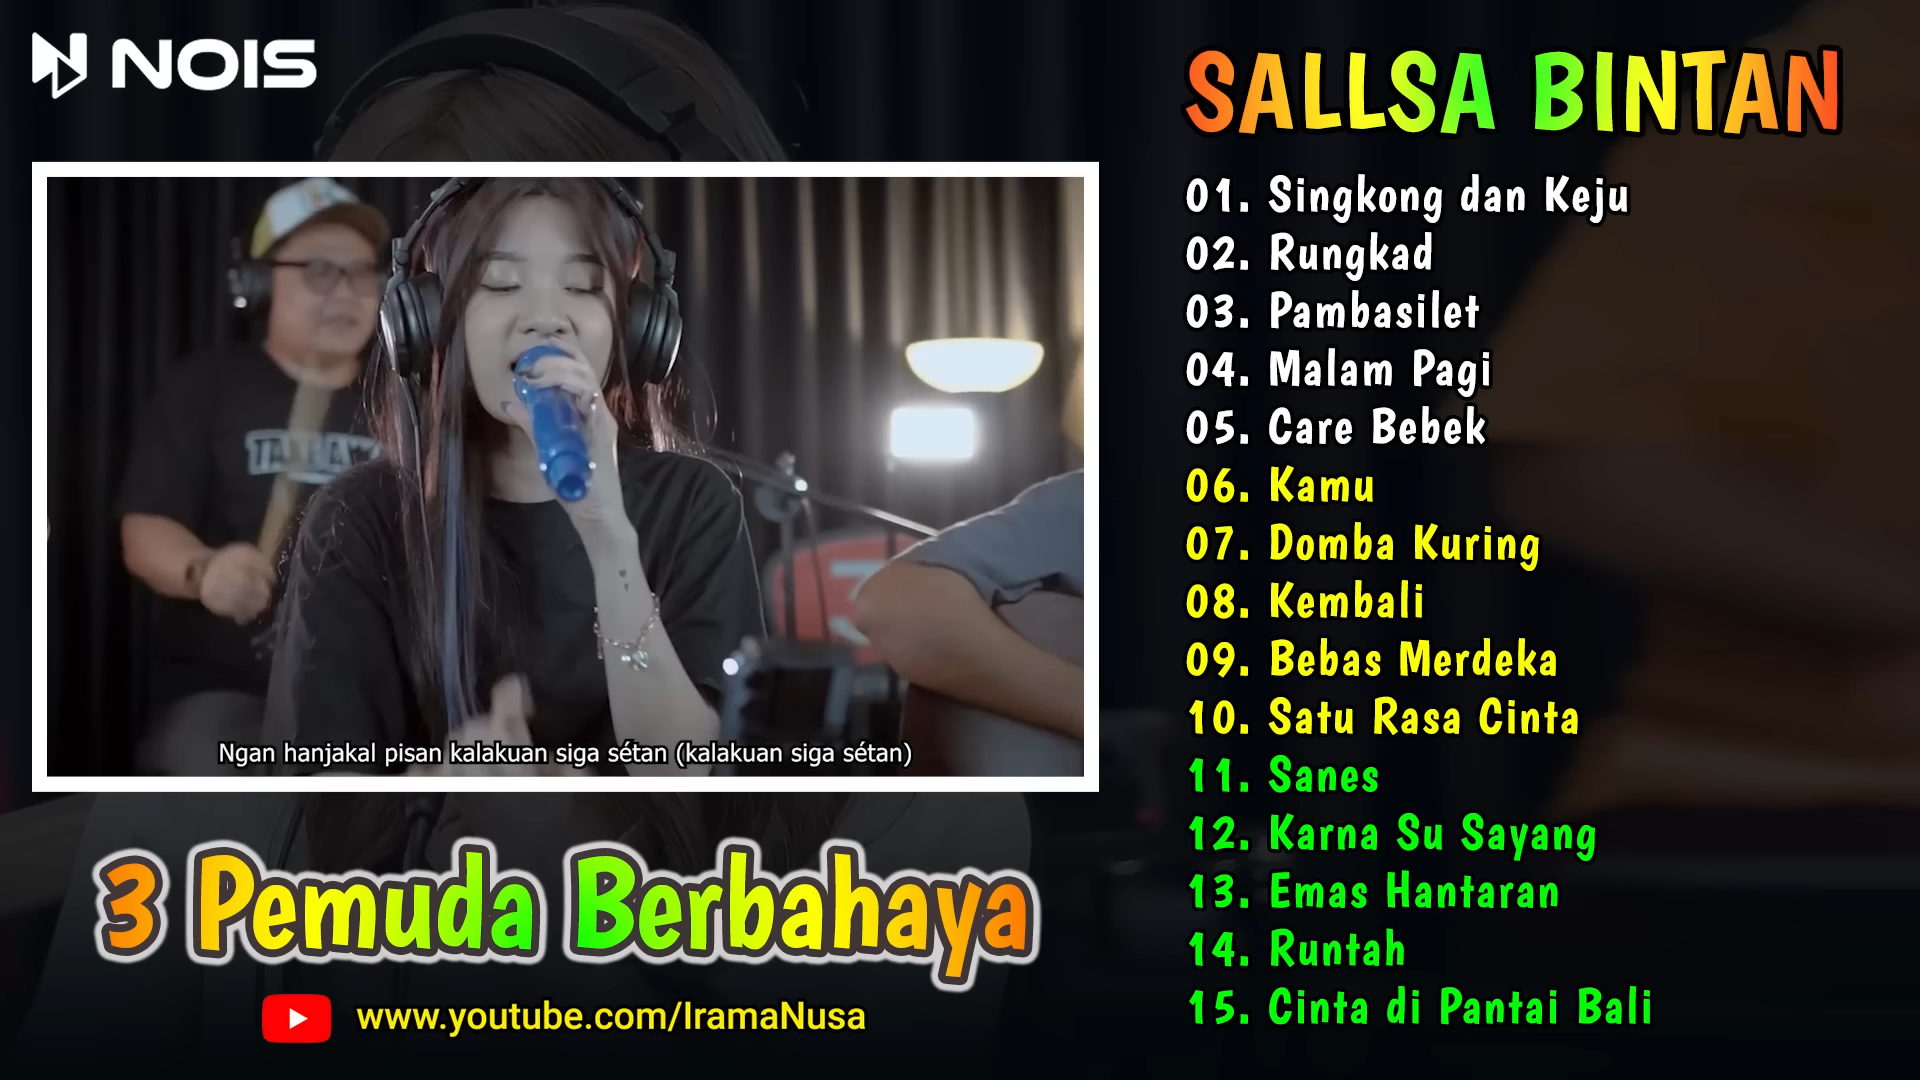 NOIS
SALLSA BINTAN
01. Singkong dan Keju
02. Rungkad
03. Pambasilet
04. Malam Pagi
05. Care Bebek
06. Kamu
07. Domba Kuring
08. Kembali
09. Bebas Merdeka
10. Satu Rasa Cinta
11. Sanes
12. Karna Su Sayang
13. Emas Hantaran
14. Runtah
15. Cinta di Pantai Bali
Ngan hanjakal pisan kalakuan siga sétan (kalakuan siga sétan)
3 Pemuda Berbahaya
www.youtube.com/IramaNusa